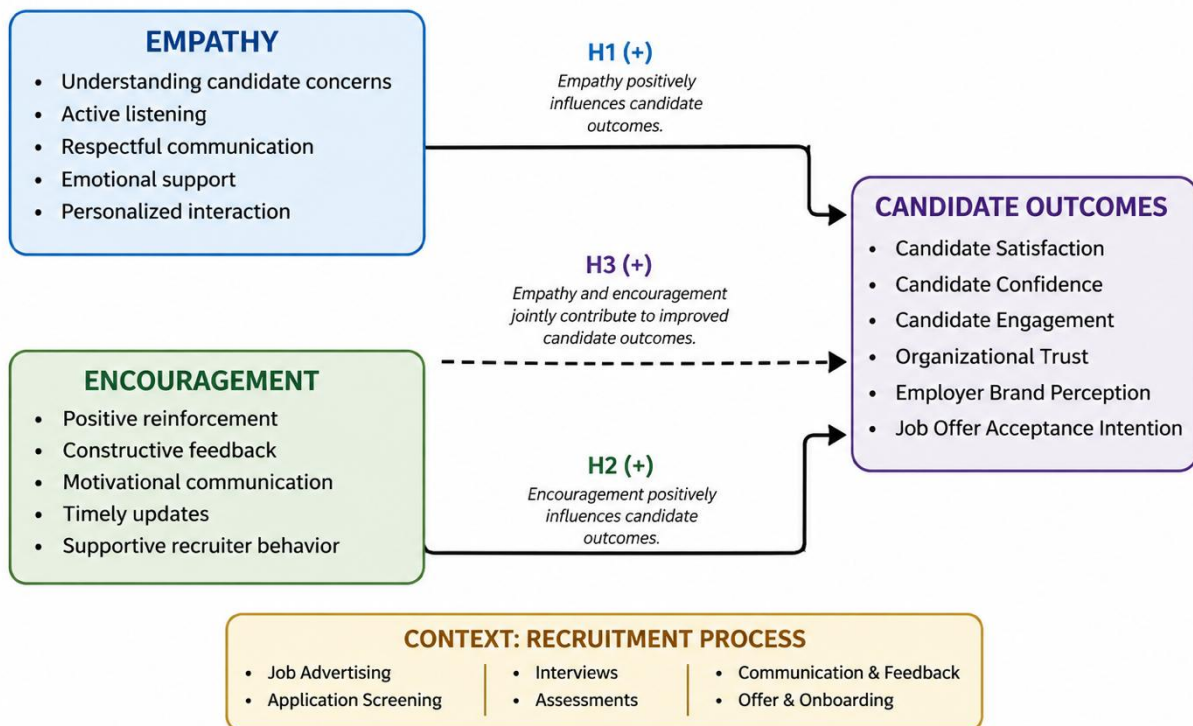 EMPATHY
• Understanding candidate concerns
• Active listening
• Respectful communication
• Emotional support
• Personalized interaction
H1 (+)
Empathy positively
influences candidate
outcomes.
H3 (+)
Empathy and encouragement
jointly contribute to improved
candidate outcomes.
ENCOURAGEMENT
• Positive reinforcement
• Constructive feedback
• Motivational communication
• Timely updates
• Supportive recruiter behavior
H2 (+)
Encouragement positively
influences candidate
outcomes.
CANDIDATE OUTCOMES
• Candidate Satisfaction
• Candidate Confidence
• Candidate Engagement
• Organizational Trust
• Employer Brand Perception
• Job Offer Acceptance Intention
CONTEXT: RECRUITMENT PROCESS
• Job Advertising
• Application Screening
• Interviews
• Assessments
• Communication & Feedback
• Offer & Onboarding